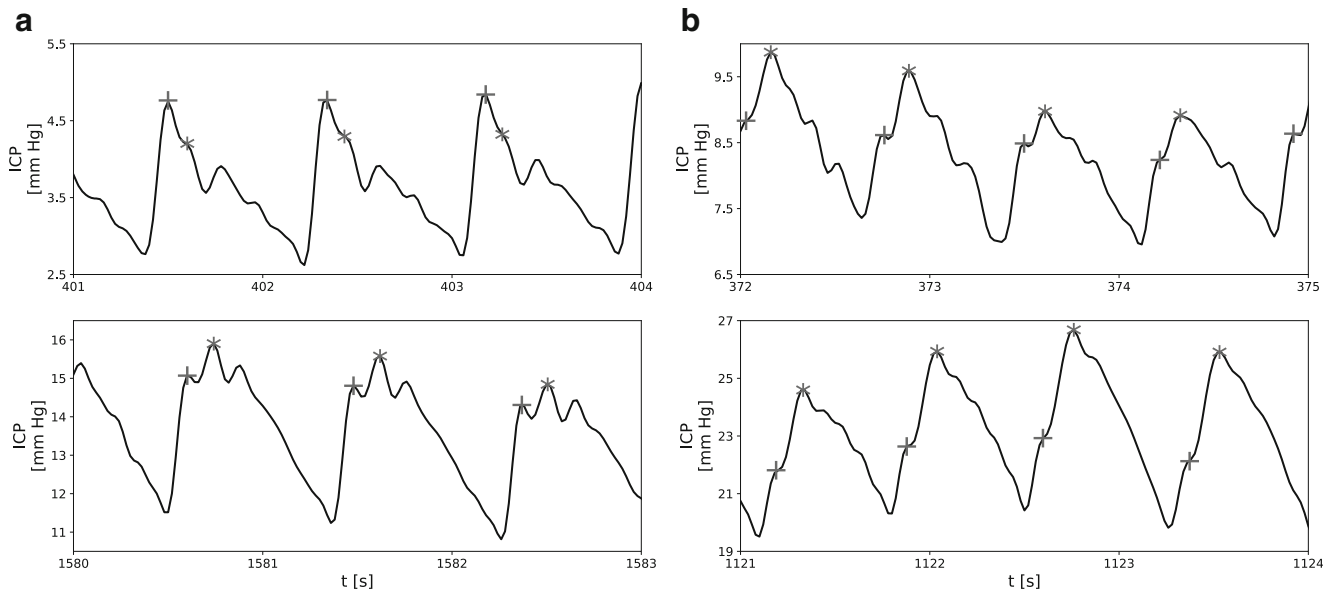 a
b
5.5
4.5
3.5
2.5
ICP
[mm Hg]
401 402 403 404
9.5
8.5
7.5
6.5
ICP
[mm Hg]
372 373 374 375
16
15
14
13
12
11
ICP
[mm Hg]
1580 1581 1582 1583
t [s]
27
25
23
21
19
ICP
[mm Hg]
1121 1122 1123 1124
t [s]